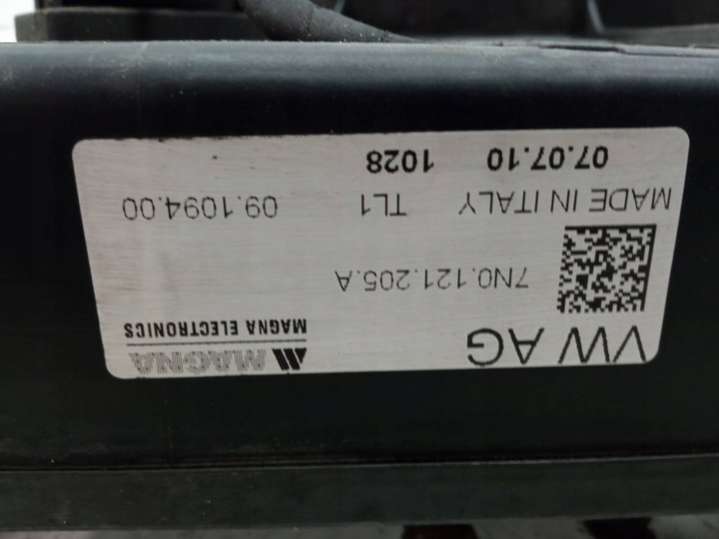 VW AG
MAGNA
MAGNA ELECTRONICS
7N0.121.205.A
MADE IN ITALY TL1 09.1094.00
07.07.10 1028